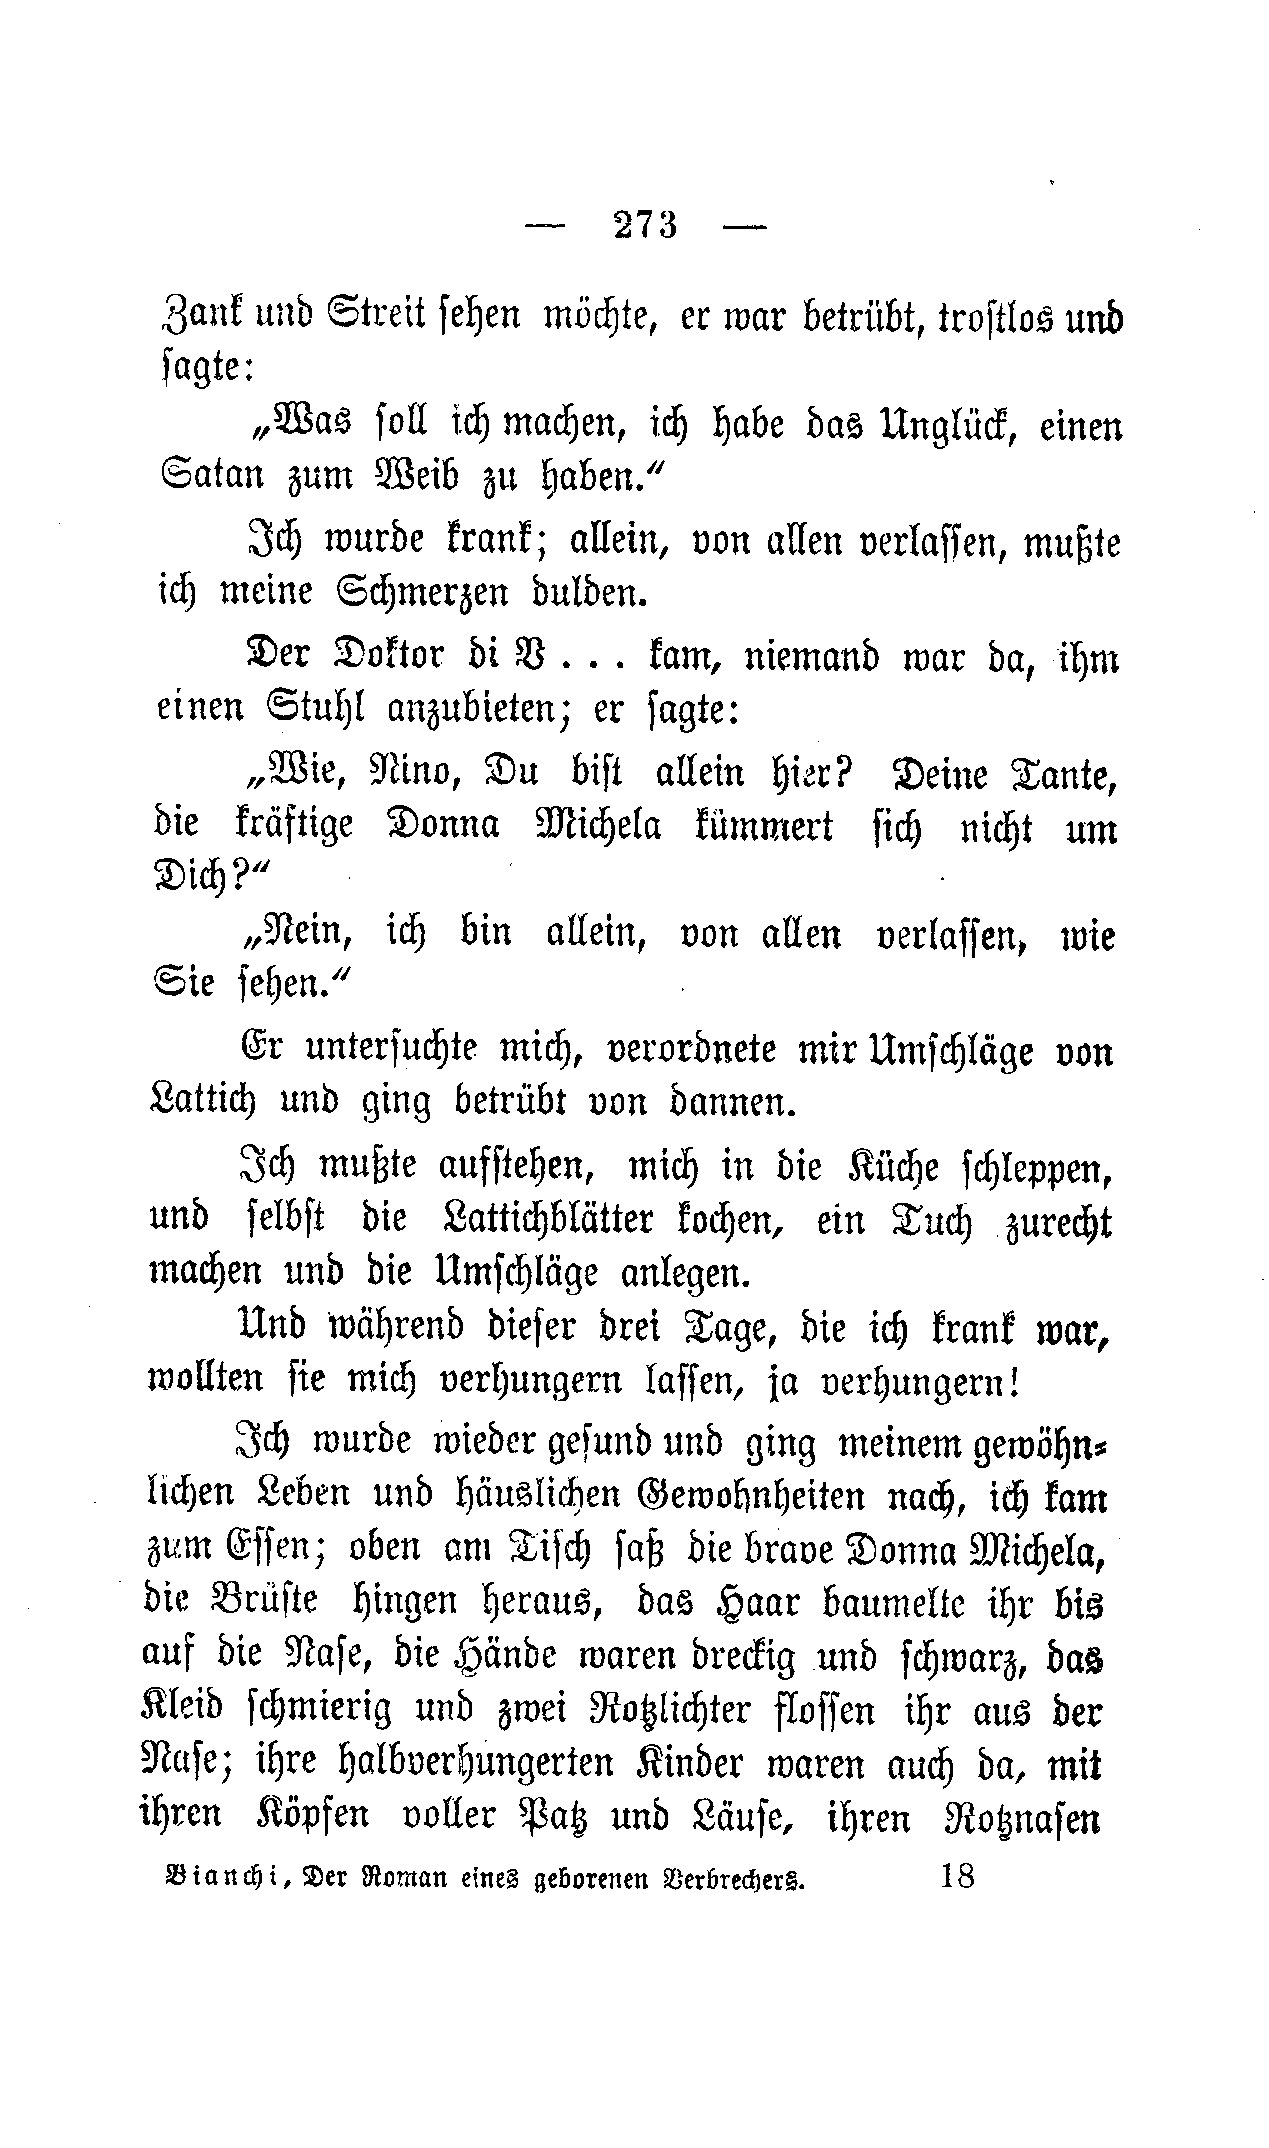 — 273 —
Zank und Streit sehen möchte, er war betrübt, trostlos und
sagte:
„Was soll ich machen, ich habe das Unglück, einen
Satan zum Weib zu haben.“
Ich wurde krank; allein, von allen verlassen, mußte
ich meine Schmerzen dulden.
Der Doktor di V . . . kam, niemand war da, ihm
einen Stuhl anzubieten; er sagte:
„Wie, Nino, Du bist allein hier? Deine Tante,
die kräftige Donna Michela kümmert sich nicht um
Dich?“
„Nein, ich bin allein, von allen verlassen, wie
Sie sehen.“
Er untersuchte mich, verordnete mir Umschläge von
Lattich und ging betrübt von dannen.
Ich mußte aufstehen, mich in die Küche schleppen,
und selbst die Lattichblätter kochen, ein Tuch zurecht
machen und die Umschläge anlegen.
Und während dieser drei Tage, die ich krank war,
wollten sie mich verhungern lassen, ja verhungern!
Ich wurde wieder gesund und ging meinem gewöhn-
lichen Leben und häuslichen Gewohnheiten nach, ich kam
zum Essen; oben am Tisch saß die brave Donna Michela,
die Brüste hingen heraus, das Haar baumelte ihr bis
auf die Nase, die Hände waren dreckig und schwarz, das
Kleid schmierig und zwei Rotzlichter flossen ihr aus der
Nase; ihre halbverhungerten Kinder waren auch da, mit
ihren Köpfen voller Patz und Läuse, ihren Rotznasen
Bianchi, Der Roman eines geborenen Verbrechers. 18